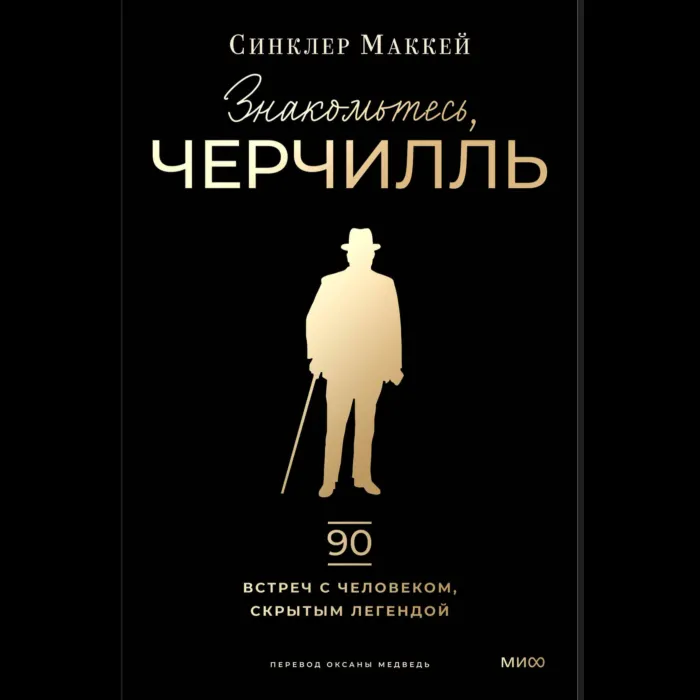 Синклер Маккей
Знакомьтесь,
ЧЕРЧИЛЛЬ
90
ВСТРЕЧ С ЧЕЛОВЕКОМ,
СКРЫТЫМ ЛЕГЕНДОЙ
ПЕРЕВОД ОКСАНЫ МЕДВЕДЬ
МИФ